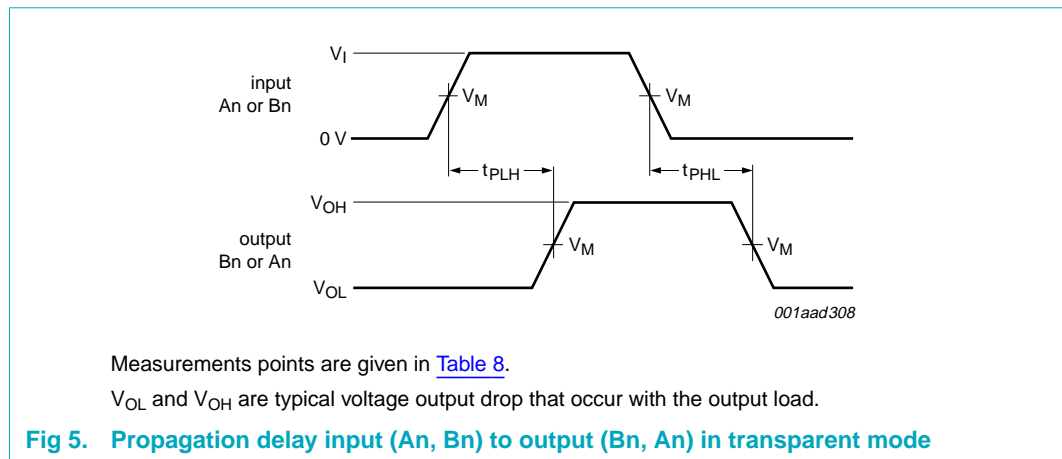 VI
input
An or Bn
VM
VM
0 V
tPLH
tPHL
VOH
output
Bn or An
VM
VM
VOL
001aad308
Measurements points are given in Table 8.
VOL and VOH are typical voltage output drop that occur with the output load.
Fig 5. Propagation delay input (An, Bn) to output (Bn, An) in transparent mode